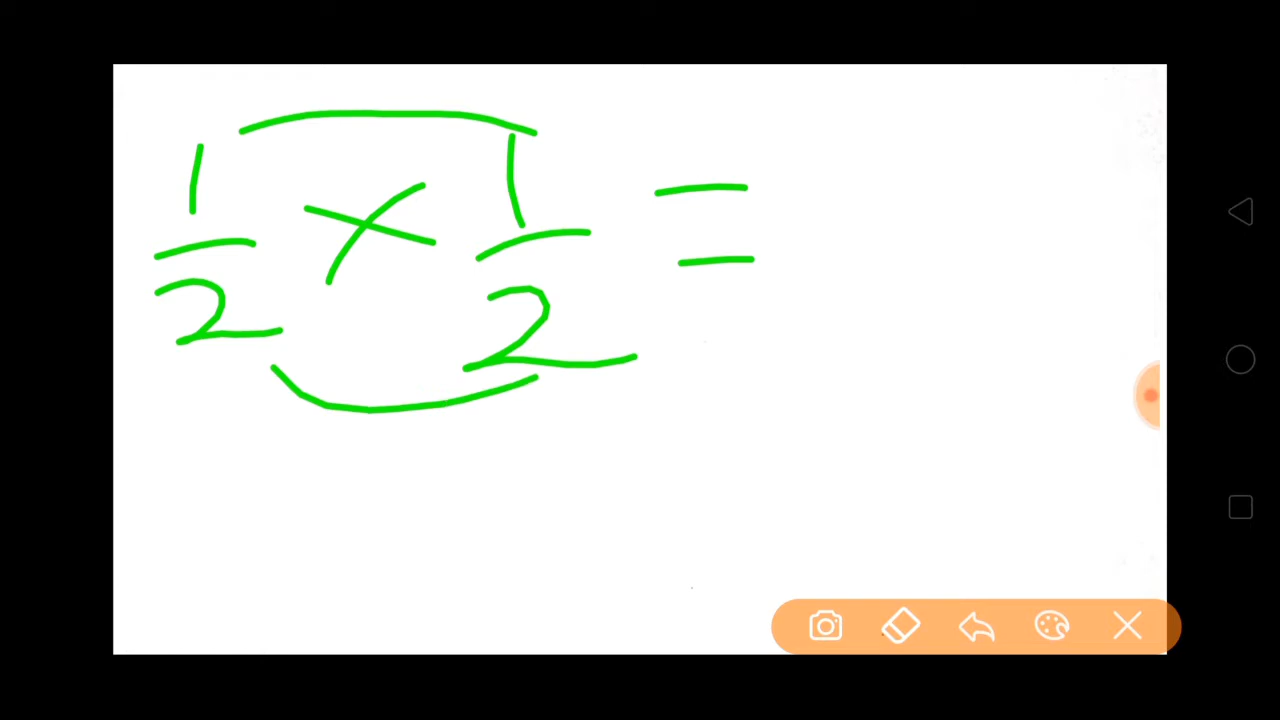 1/2 × 1/2 =